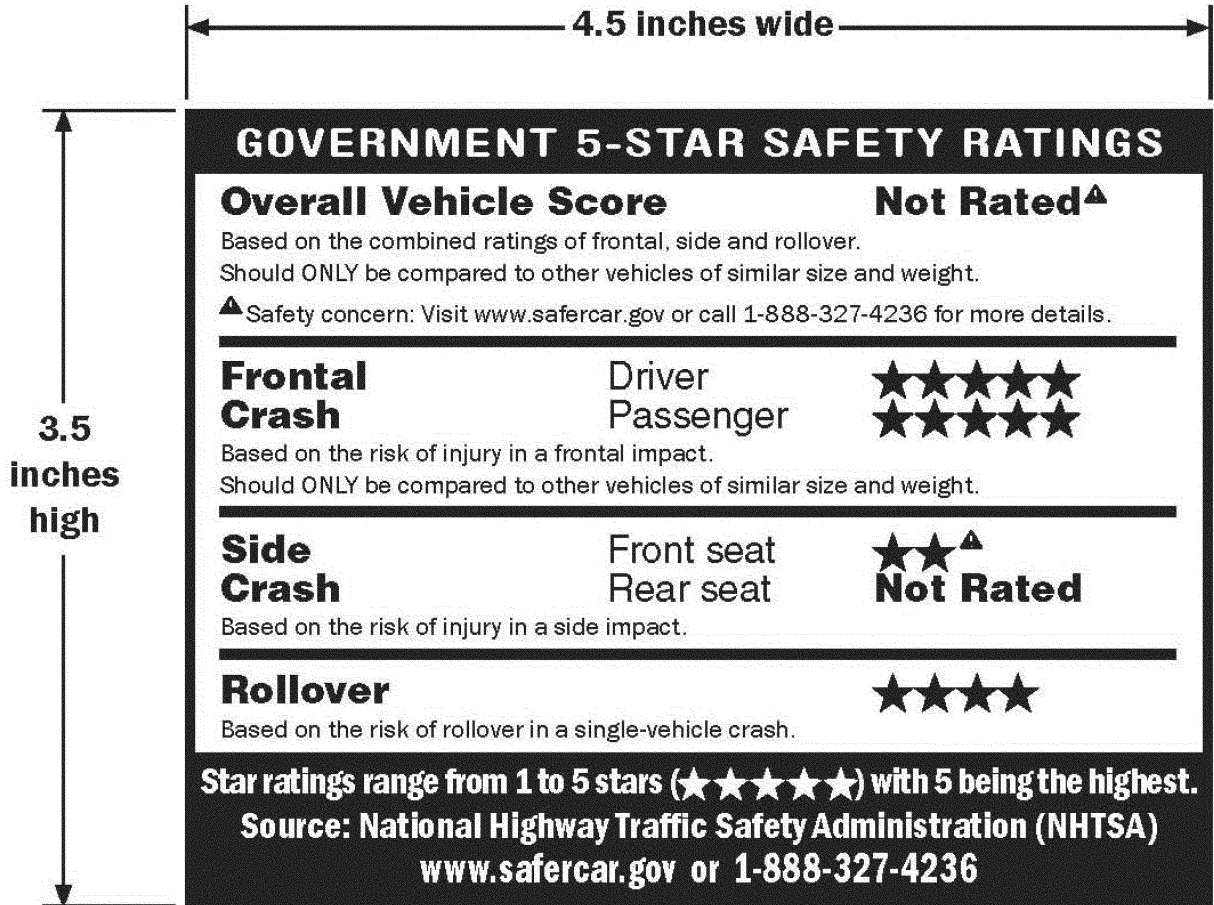 4.5 inches wide
GOVERNMENT 5-STAR SAFETY RATINGS
Overall Vehicle Score Not Rated⚠
Based on the combined ratings of frontal, side and rollover.
Should ONLY be compared to other vehicles of similar size and weight.
⚠Safety concern: Visit www.safercar.gov or call 1-888-327-4236 for more details.
Frontal Driver ★★★★★
Crash Passenger ★★★★★
Based on the risk of injury in a frontal impact.
Should ONLY be compared to other vehicles of similar size and weight.
3.5
inches
high
Side Front seat ★★⚠
Crash Rear seat Not Rated
Based on the risk of injury in a side impact.
Rollover ★★★★
Based on the risk of rollover in a single-vehicle crash.
Star ratings range from 1 to 5 stars (★★★★★) with 5 being the highest.
Source: National Highway Traffic Safety Administration (NHTSA)
www.safercar.gov or 1-888-327-4236